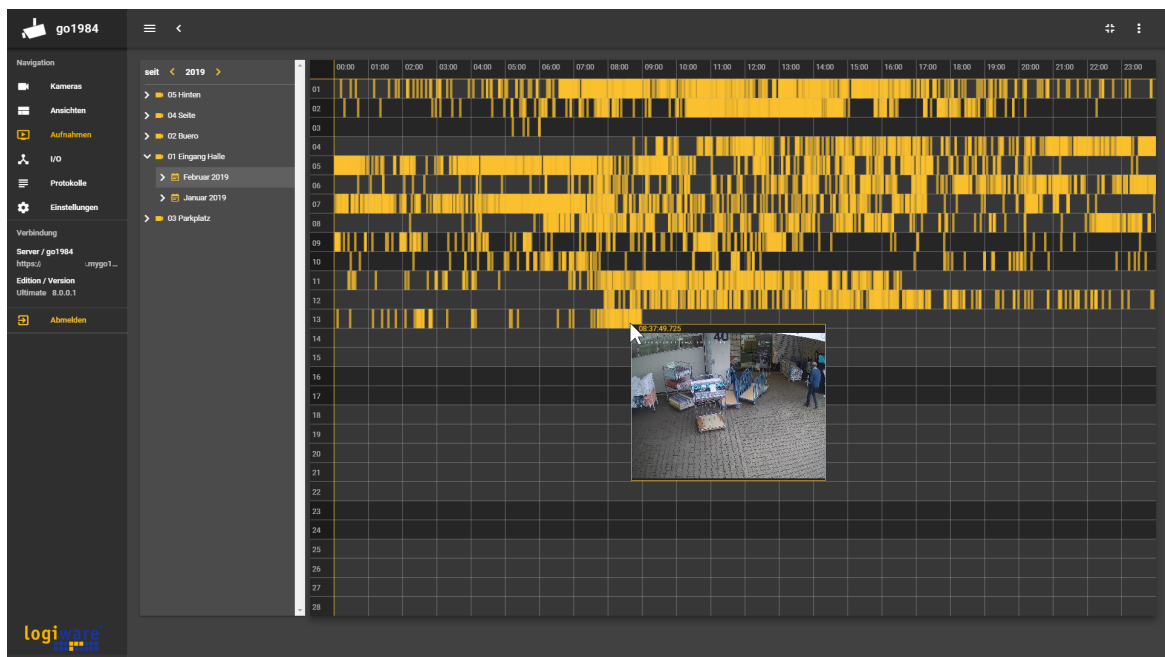 go1984
Navigation
Kameras
Ansichten
Aufnahmen
I/O
Protokolle
Einstellungen
Verbindung
Server / go1984
https:// .mygo1...
Edition / Version
Ultimate 8.0.0.1
Abmelden
logiware
seit 2019
05 Hinten
04 Seite
02 Buero
01 Eingang Halle
Februar 2019
Januar 2019
03 Parkplatz
00:00 01:00 02:00 03:00 04:00 05:00 06:00 07:00 08:00 09:00 10:00 11:00 12:00 13:00 14:00 15:00 16:00 17:00 18:00 19:00 20:00 21:00 22:00 23:00
01
02
03
04
05
06
07
08
09
10
11
12
13
08:37:49.725
14
15
16
17
18
19
20
21
22
23
24
25
26
27
28